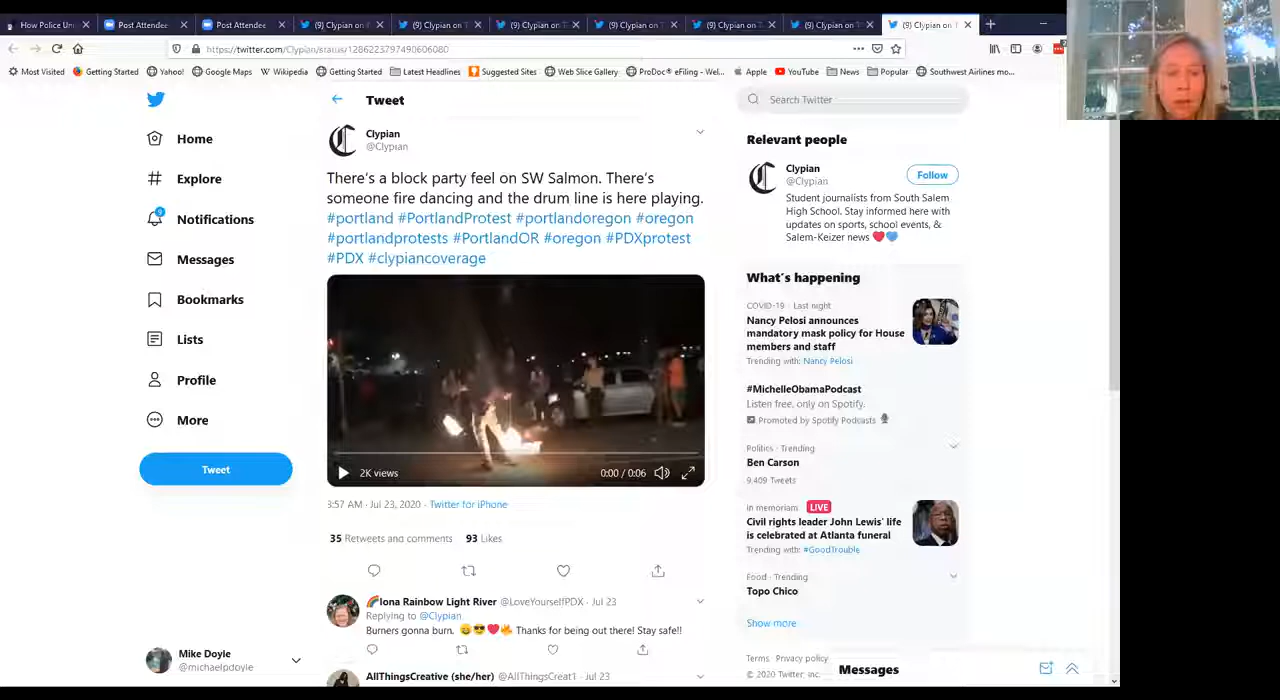 How Police Un
Post Attendee
Post Attendee
(9) Clypian on
(9) Clypian on T
(9) Clypian on T
(9) Clypian on T
(9) Clypian on T
(9) Clypian on T
(9) Clypian on T
https://twitter.com/Clypian/status/1286223797490606080
Most Visited
Getting Started
Yahoo!
Google Maps
Wikipedia
Getting Started
Latest Headlines
Suggested Sites
Web Slice Gallery
ProDoc® eFiling - Wel...
Apple
YouTube
News
Popular
Southwest Airlines mo...
Home
Explore
Notifications
Messages
Bookmarks
Lists
Profile
More
Tweet
Mike Doyle
@michaelpdoyle
Tweet
Clypian
@Clypian
There's a block party feel on SW Salmon. There's
someone fire dancing and the drum line is here playing.
#portland #PortlandProtest #portlandoregon #oregon
#portlandprotests #PortlandOR #oregon #PDXprotest
#PDX #clypiancoverage
2K views
0:00 / 0:06
3:57 AM · Jul 23, 2020 · Twitter for iPhone
35 Retweets and comments 93 Likes
Iona Rainbow Light River @LoveYourselfPDX · Jul 23
Replying to @Clypian
Burners gonna burn. 😄😎❤️🔥 Thanks for being out there! Stay safe!!
AllThingsCreative (she/her) @AllThingsCreat1 · Jul 23
Search Twitter
Relevant people
Clypian
@Clypian
Follow
Student journalists from South Salem
High School. Stay informed here with
updates on sports, school events, &
Salem-Keizer news ❤️💙
What's happening
COVID-19 · Last night
Nancy Pelosi announces
mandatory mask policy for House
members and staff
Trending with: Nancy Pelosi
#MichelleObamaPodcast
Listen free, only on Spotify.
Promoted by Spotify Podcasts
Politics · Trending
Ben Carson
9,409 Tweets
In memoriam LIVE
Civil rights leader John Lewis' life
is celebrated at Atlanta funeral
Trending with: #GoodTrouble
Food · Trending
Topo Chico
Show more
Terms Privacy policy
© 2020 Twitter, Inc.
Messages